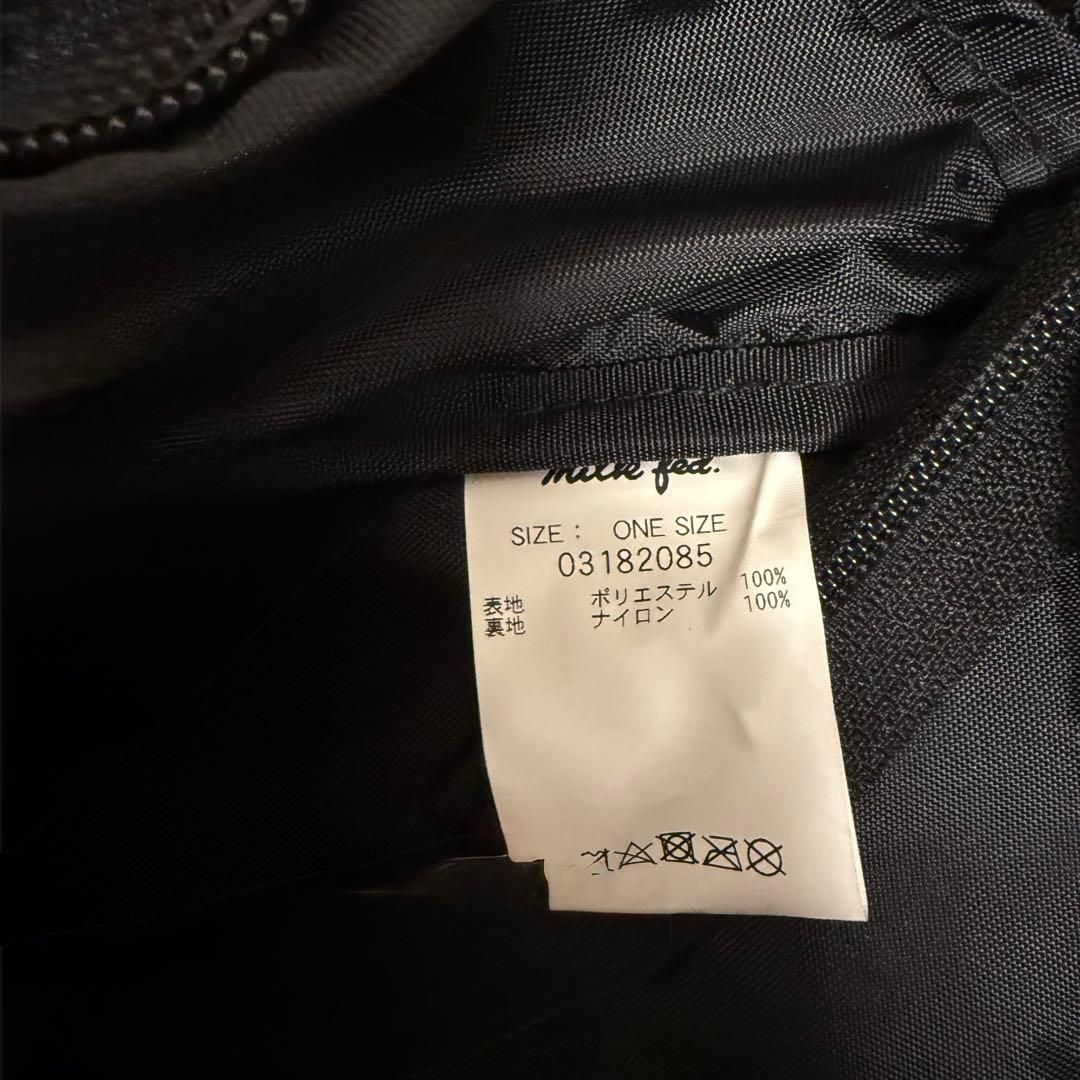 milk fed.
SIZE : ONE SIZE
03182085
表地 ポリエステル 100%
裏地 ナイロン 100%